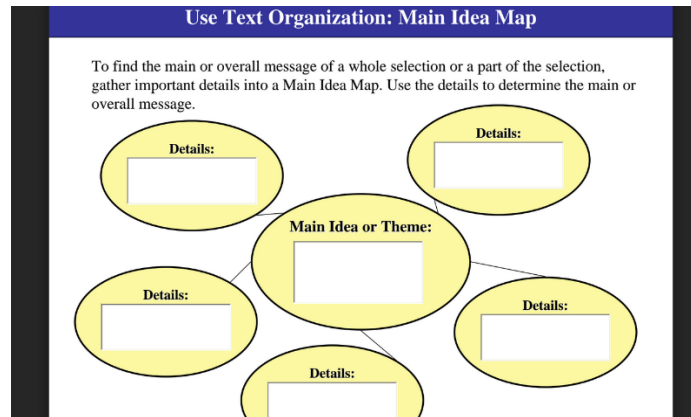 Use Text Organization: Main Idea Map
To find the main or overall message of a whole selection or a part of the selection,
gather important details into a Main Idea Map. Use the details to determine the main or
overall message.
Details:
Details:
Main Idea or Theme:
Details:
Details:
Details: